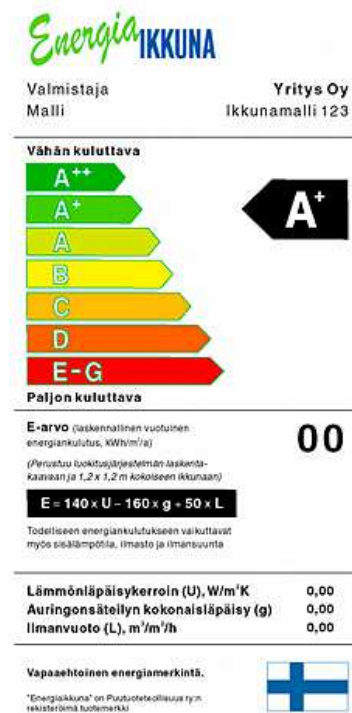 Energia IKKUNA
Valmistaja Yritys Oy
Malli Ikkunamalli 123
Vähän kuluttava
A++
A+
A+
A
B
C
D
E-G
Paljon kuluttava
E-arvo (laskennallinen vuotuinen
energiankulutus, kWh/m²/a) 00
(Perustuu luokitusjärjestelmän laskenta-
kaavaan ja 1,2 x 1,2 m kokoiseen ikkunaan)
E = 140 x U – 160 x g + 50 x L
Todelliseen energiankulutukseen vaikuttavat
myös sisälämpötila, ilmasto ja ilmansuunta
Lämmönläpäisykerroin (U), W/m²K 0,00
Auringonsäteilyn kokonaisläpäisy (g) 0,00
Ilmanvuoto (L), m³/m²/h 0,00
Vapaaehtoinen energiamerkintä.
"Energiaikkuna" on Puutuoteteollisuus ry:n
rekisteröimä tuotemerkki